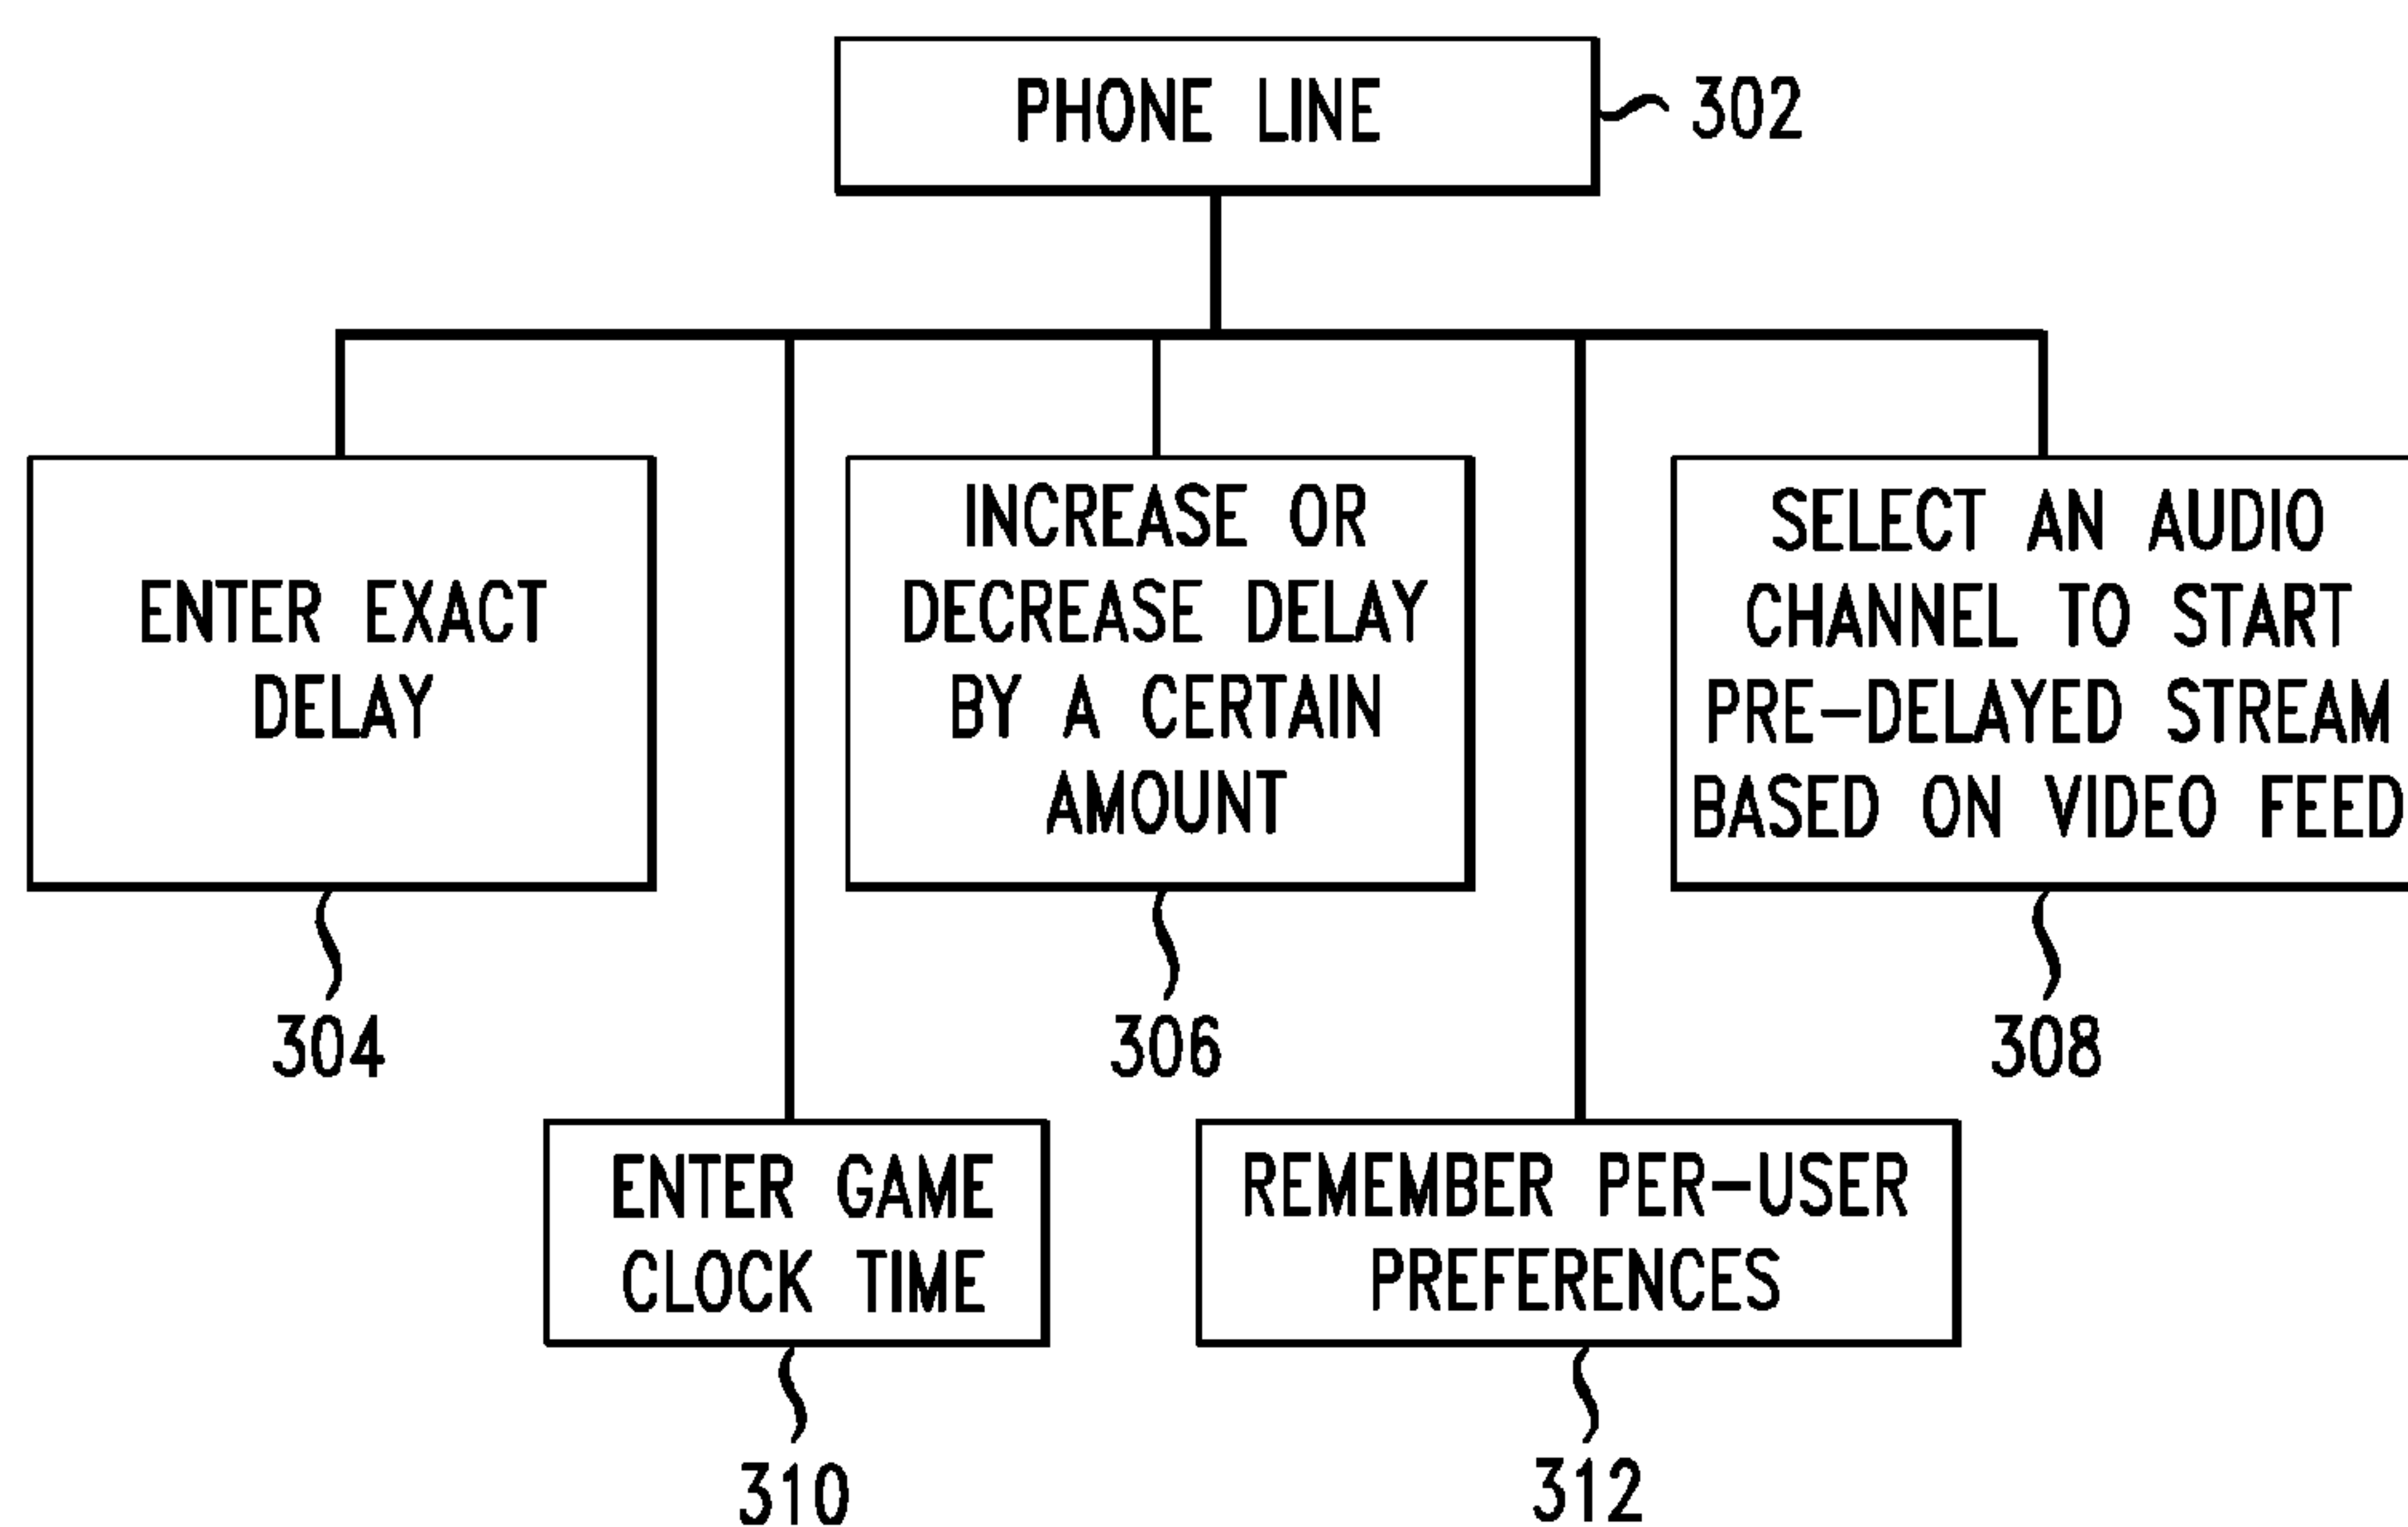 PHONE LINE
302
ENTER EXACT
DELAY
304
INCREASE OR
DECREASE DELAY
BY A CERTAIN
AMOUNT
306
SELECT AN AUDIO
CHANNEL TO START
PRE-DELAYED STREAM
BASED ON VIDEO FEED
308
ENTER GAME
CLOCK TIME
310
REMEMBER PER-USER
PREFERENCES
312